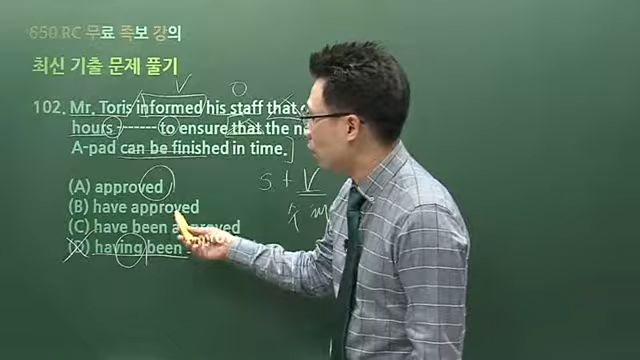 650 RC 무료 족보 강의
최신 기출 문제 풀기
V
O
102. Mr. Toris informed his staff that
hours ------- to ensure that the
A-pad can be finished in time.
S + V
(A) approved
(B) have approved
(C) have been approved
(D) having been